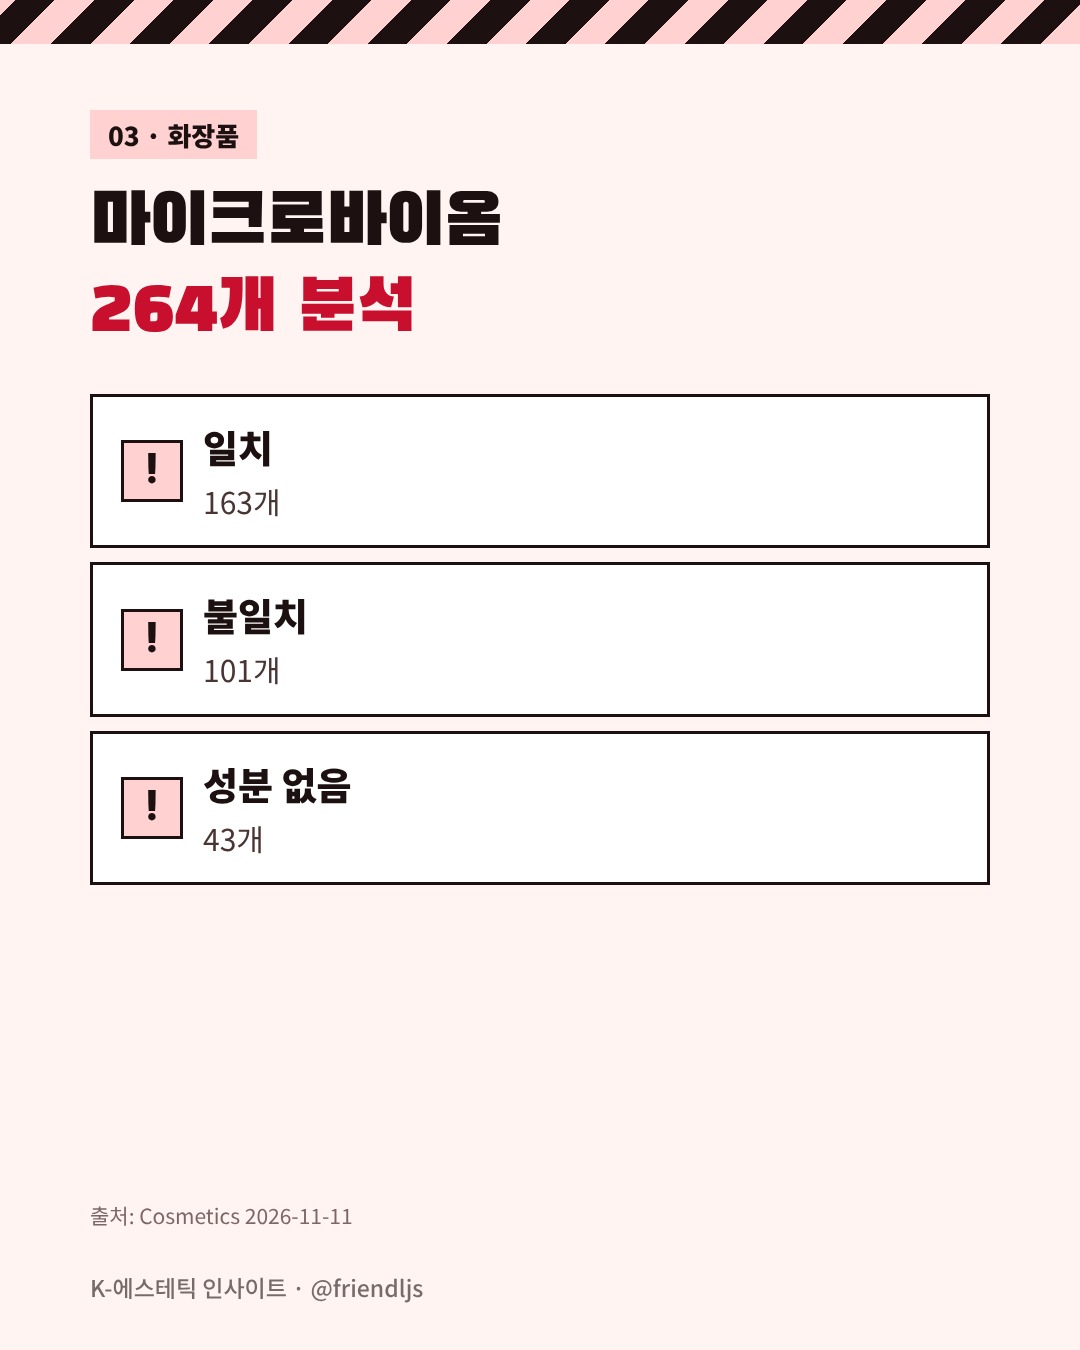 03 · 화장품
마이크로바이옴
264개 분석
!
일치
163개
!
불일치
101개
!
성분 없음
43개
출처: Cosmetics 2026-11-11
K-에스테틱 인사이트 · @friendljs